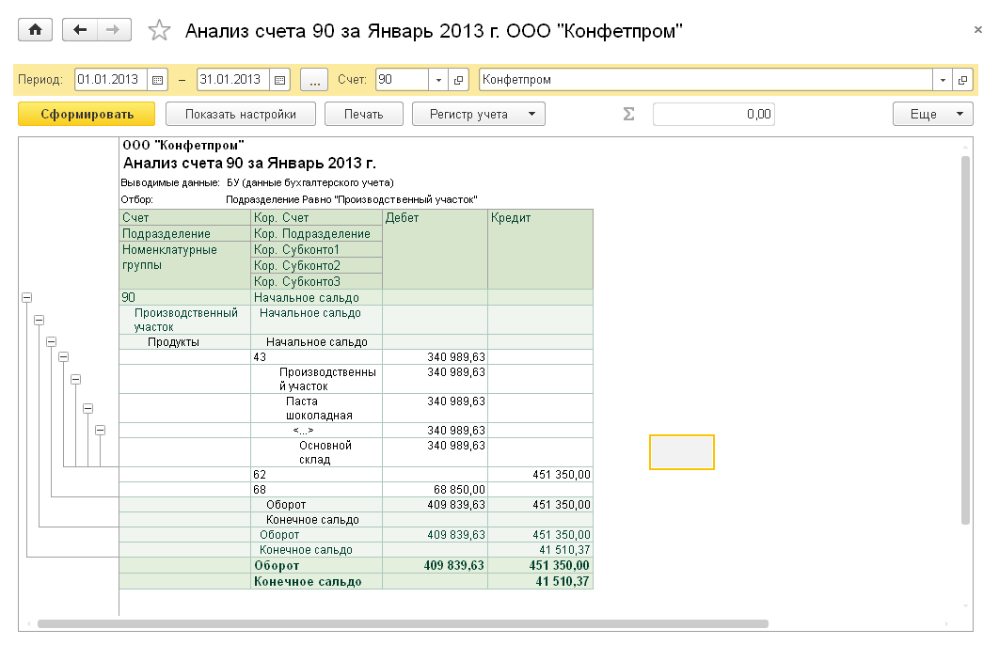 Анализ счета 90 за Январь 2013 г. ООО "Конфетпром"
Период: 01.01.2013 – 31.01.2013 ... Счет: 90 Конфетпром
Сформировать Показать настройки Печать Регистр учета Σ 0,00 Еще
ООО "Конфетпром"
Анализ счета 90 за Январь 2013 г.
Выводимые данные: БУ (данные бухгалтерского учета)
Отбор: Подразделение Равно "Производственный участок"
Счет Кор. Счет Дебет Кредит
Подразделение Кор. Подразделение
Номенклатурные Кор. Субконто1
группы Кор. Субконто2
Кор. Субконто3
90 Начальное сальдо
Производственный Начальное сальдо
участок
Продукты Начальное сальдо
43 340 989,63
Производственны 340 989,63
й участок
Паста 340 989,63
шоколадная
<...> 340 989,63
Основной 340 989,63
склад
62 451 350,00
68 68 850,00
Оборот 409 839,63 451 350,00
Конечное сальдо
Оборот 409 839,63 451 350,00
Конечное сальдо 41 510,37
Оборот 409 839,63 451 350,00
Конечное сальдо 41 510,37